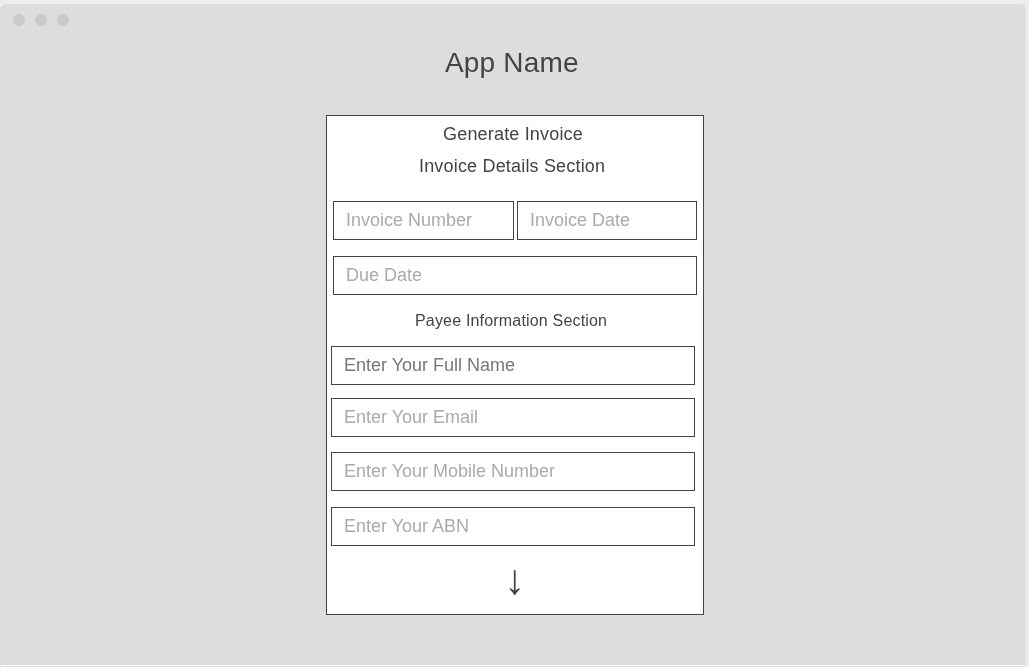 App Name
Generate Invoice
Invoice Details Section
Invoice Number Invoice Date
Due Date
Payee Information Section
Enter Your Full Name
Enter Your Email
Enter Your Mobile Number
Enter Your ABN